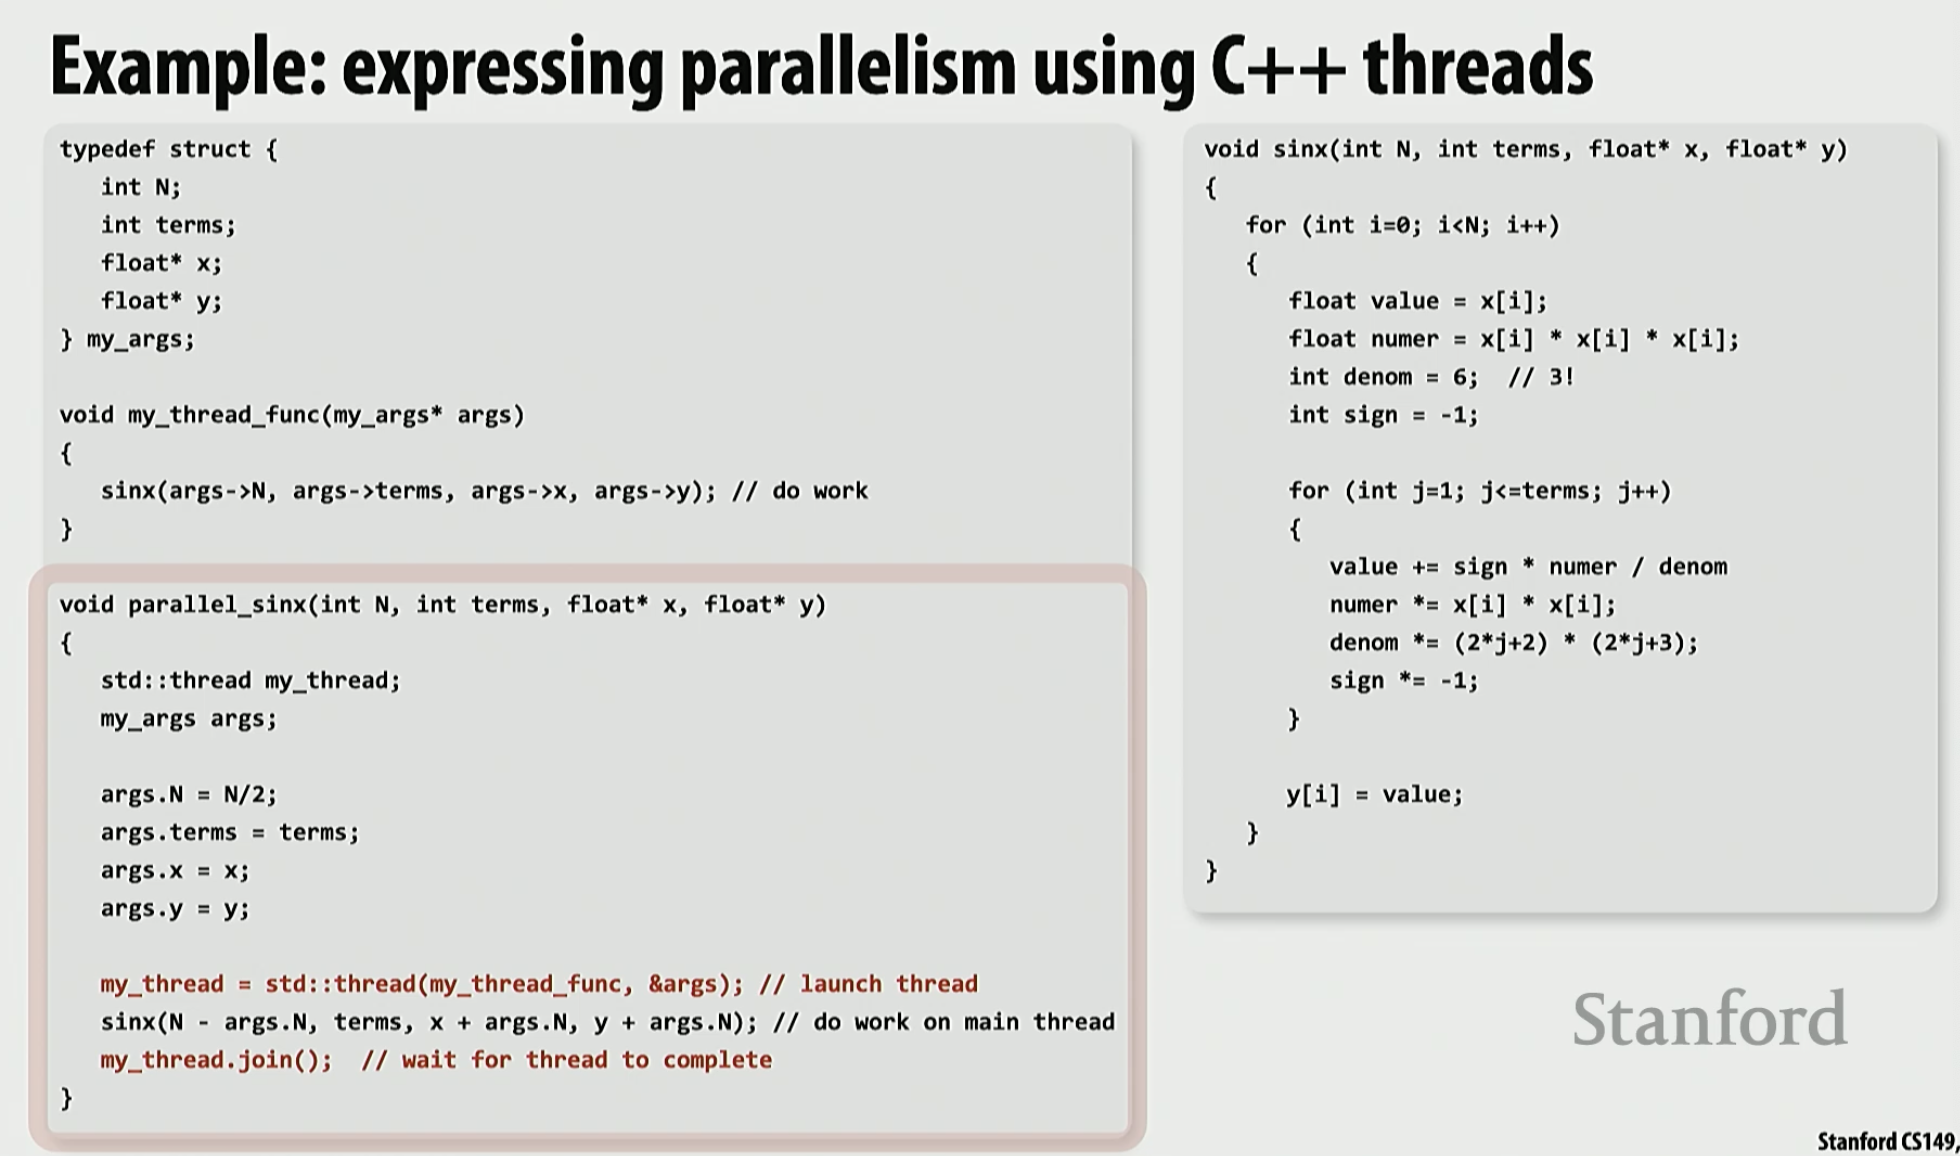 Example: expressing parallelism using C++ threads
typedef struct {
   int N;
   int terms;
   float* x;
   float* y;
} my_args;

void my_thread_func(my_args* args)
{
   sinx(args->N, args->terms, args->x, args->y); // do work
}

void parallel_sinx(int N, int terms, float* x, float* y)
{
   std::thread my_thread;
   my_args args;

   args.N = N/2;
   args.terms = terms;
   args.x = x;
   args.y = y;

   my_thread = std::thread(my_thread_func, &args); // launch thread
   sinx(N - args.N, terms, x + args.N, y + args.N); // do work on main thread
   my_thread.join();  // wait for thread to complete
}

void sinx(int N, int terms, float* x, float* y)
{
   for (int i=0; i<N; i++)
   {
      float value = x[i];
      float numer = x[i] * x[i] * x[i];
      int denom = 6;  // 3!
      int sign = -1;

      for (int j=1; j<=terms; j++)
      {
         value += sign * numer / denom
         numer *= x[i] * x[i];
         denom *= (2*j+2) * (2*j+3);
         sign *= -1;
      }

      y[i] = value;
   }
}
Stanford
Stanford CS149,